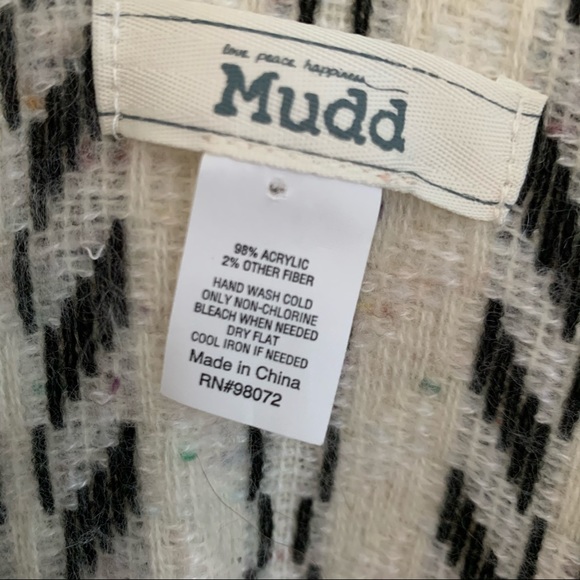 love peace happiness
Mudd
98% ACRYLIC
2% OTHER FIBER
HAND WASH COLD
ONLY NON-CHLORINE
BLEACH WHEN NEEDED
DRY FLAT
COOL IRON IF NEEDED
Made in China
RN#98072